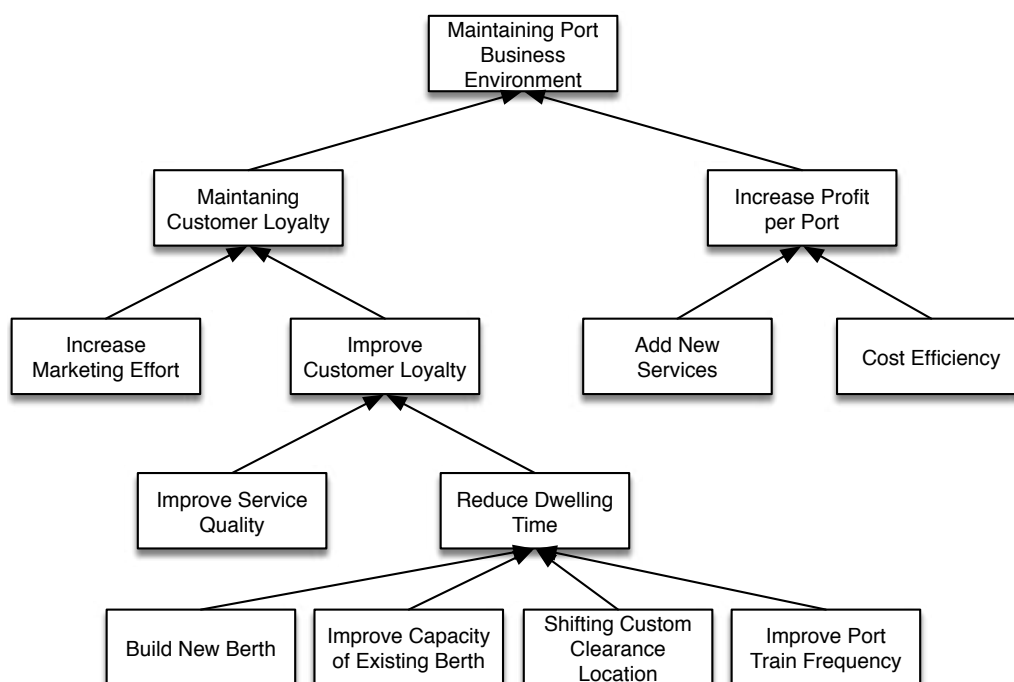 Maintaining Port
Business
Environment
Maintaning
Customer Loyalty
Increase Profit
per Port
Increase
Marketing Effort
Improve
Customer Loyalty
Add New
Services
Cost Efficiency
Improve Service
Quality
Reduce Dwelling
Time
Build New Berth
Improve Capacity
of Existing Berth
Shifting Custom
Clearance
Location
Improve Port
Train Frequency